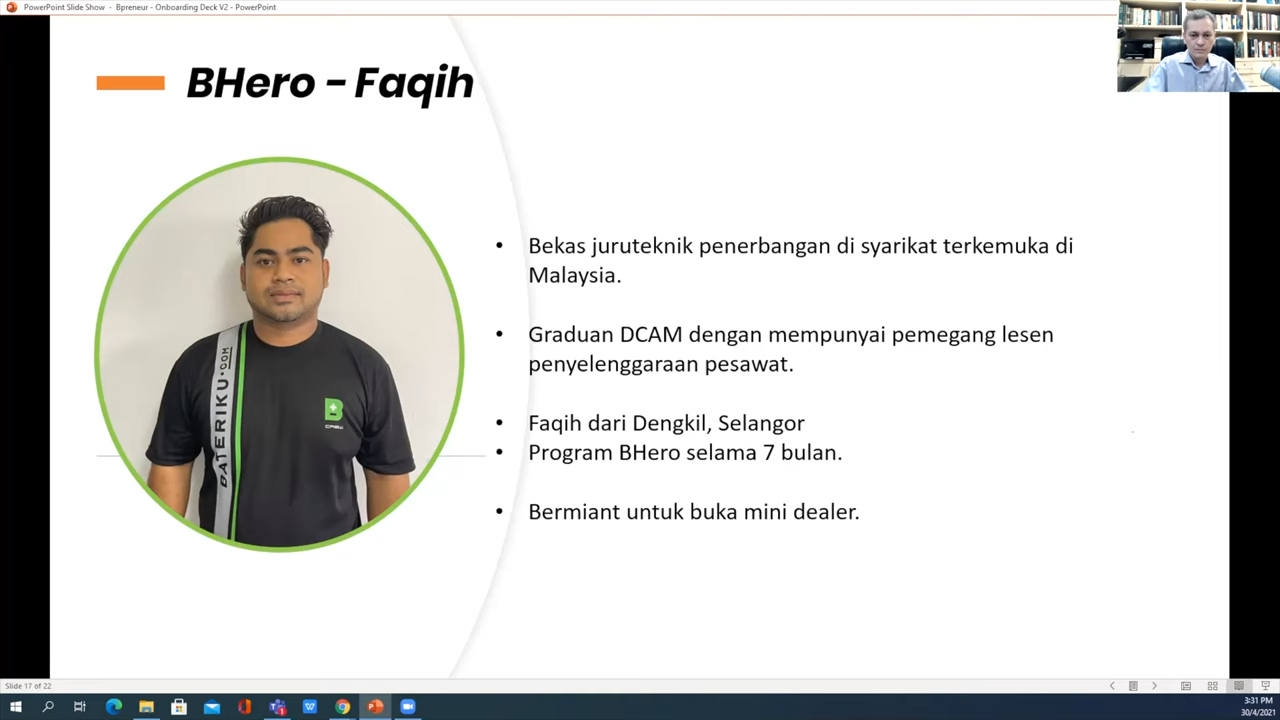 PowerPoint Slide Show - Bpreneur - Onboarding Deck V2 - PowerPoint
BHero - Faqih
BATERIKU.COM
B
CREW
• Bekas juruteknik penerbangan di syarikat terkemuka di
Malaysia.
• Graduan DCAM dengan mempunyai pemegang lesen
penyelenggaraan pesawat.
• Faqih dari Dengkil, Selangor
• Program BHero selama 7 bulan.
• Bermiant untuk buka mini dealer.
Slide 17 of 22
3:31 PM
30/4/2021